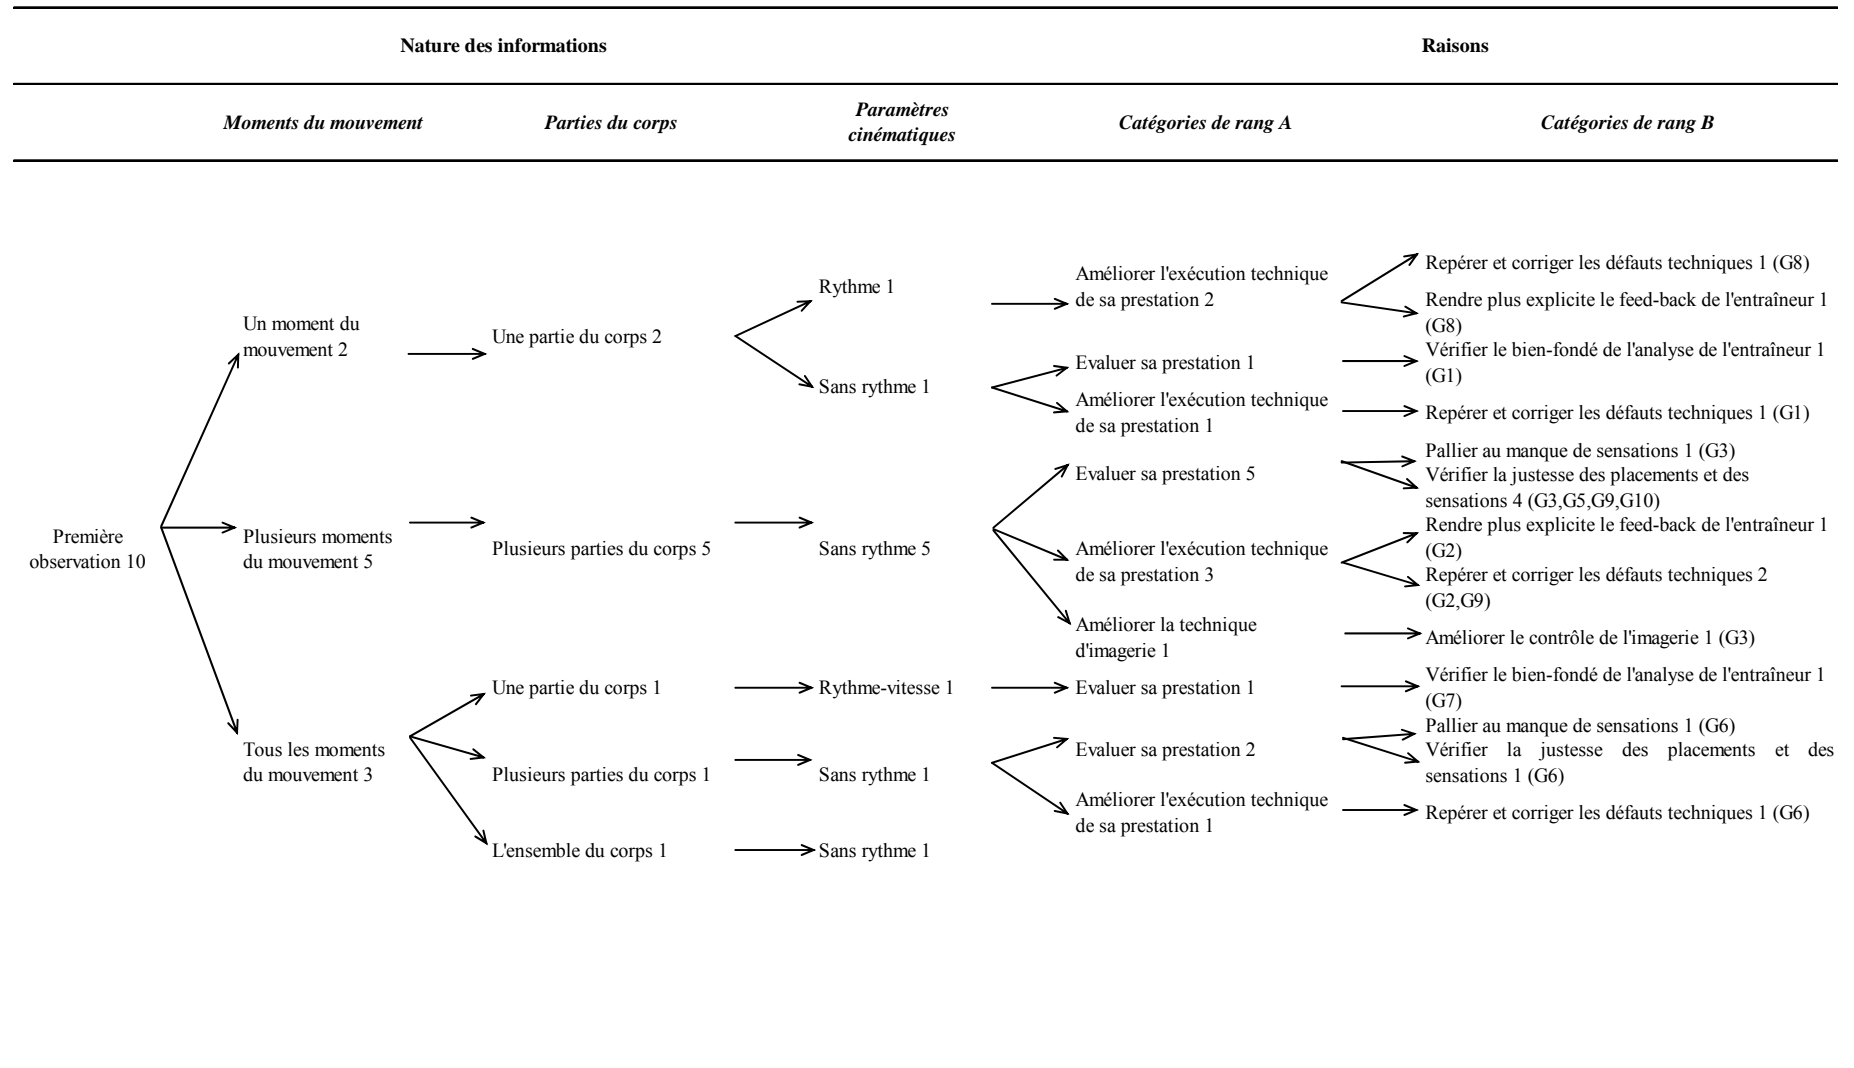 Nature des informations
Raisons
Moments du mouvement
Parties du corps
Paramètres
cinématiques
Catégories de rang A
Catégories de rang B
Première
observation 10
Un moment du
mouvement 2
Une partie du corps 2
Rythme 1
Améliorer l'exécution technique
de sa prestation 2
Repérer et corriger les défauts techniques 1 (G8)
Rendre plus explicite le feed-back de l'entraîneur 1
(G8)
Sans rythme 1
Evaluer sa prestation 1
Vérifier le bien-fondé de l'analyse de l'entraîneur 1
(G1)
Améliorer l'exécution technique
de sa prestation 1
Repérer et corriger les défauts techniques 1 (G1)
Plusieurs moments
du mouvement 5
Plusieurs parties du corps 5
Sans rythme 5
Evaluer sa prestation 5
Pallier au manque de sensations 1 (G3)
Vérifier la justesse des placements et des
sensations 4 (G3,G5,G9,G10)
Améliorer l'exécution technique
de sa prestation 3
Rendre plus explicite le feed-back de l'entraîneur 1
(G2)
Repérer et corriger les défauts techniques 2
(G2,G9)
Améliorer la technique
d'imagerie 1
Améliorer le contrôle de l'imagerie 1 (G3)
Tous les moments
du mouvement 3
Une partie du corps 1
Rythme-vitesse 1
Evaluer sa prestation 1
Vérifier le bien-fondé de l'analyse de l'entraîneur 1
(G7)
Plusieurs parties du corps 1
Sans rythme 1
Evaluer sa prestation 2
Pallier au manque de sensations 1 (G6)
Vérifier la justesse des placements et des
sensations 1 (G6)
Améliorer l'exécution technique
de sa prestation 1
Repérer et corriger les défauts techniques 1 (G6)
L'ensemble du corps 1
Sans rythme 1